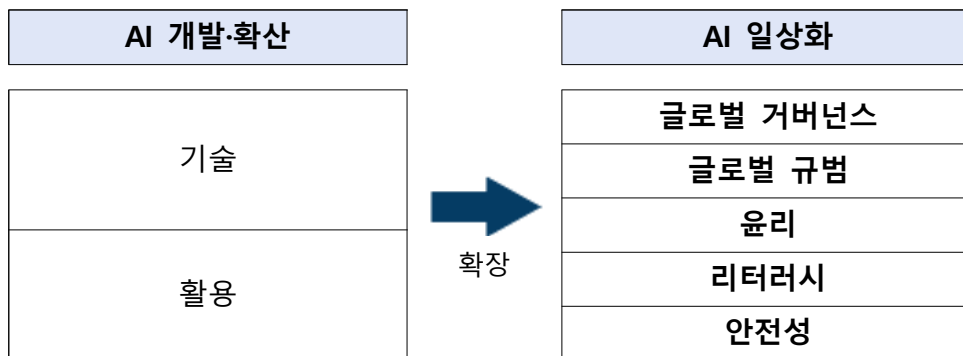 AI 개발·확산
기술
활용
확장
AI 일상화
글로벌 거버넌스
글로벌 규범
윤리
리터러시
안전성